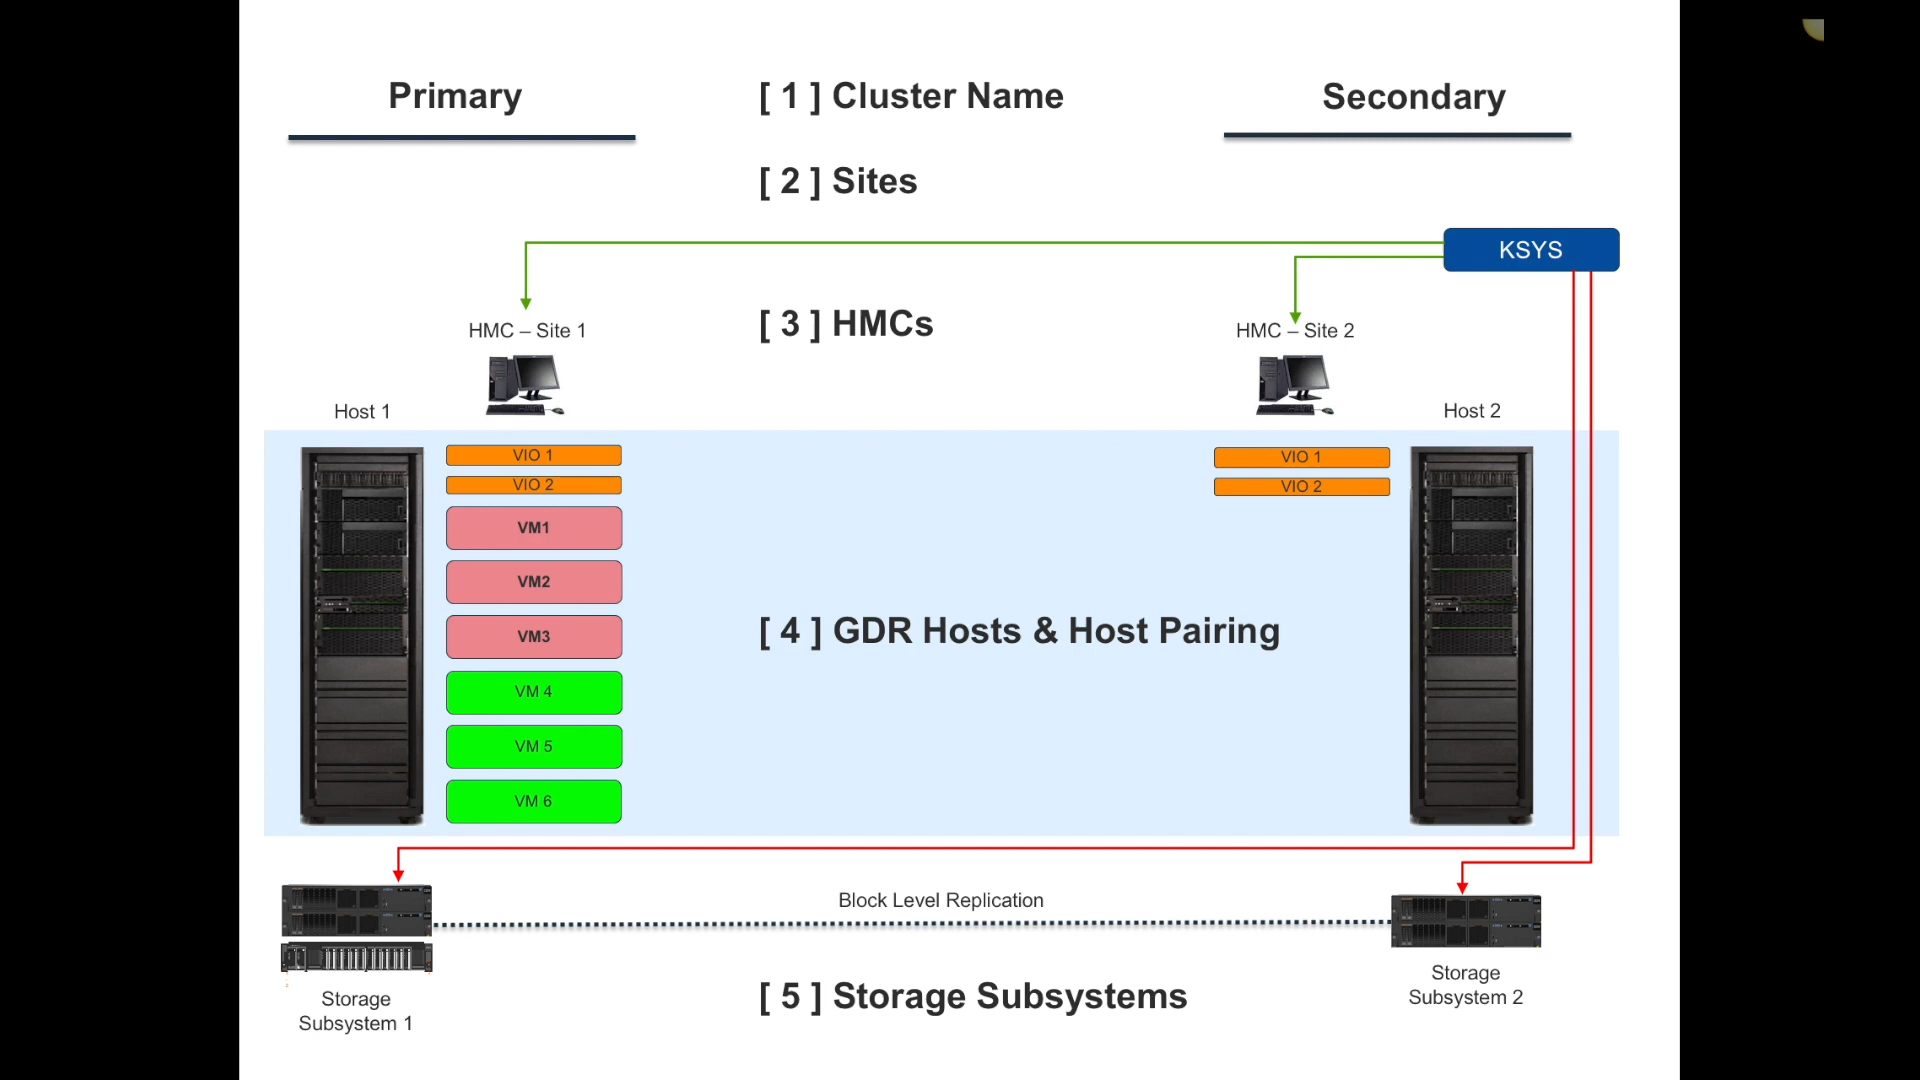 Primary
[ 1 ] Cluster Name
Secondary
[ 2 ] Sites
KSYS
HMC – Site 1
[ 3 ] HMCs
HMC – Site 2
Host 1
Host 2
VIO 1
VIO 2
VM1
VM2
VM3
VM 4
VM 5
VM 6
[ 4 ] GDR Hosts & Host Pairing
VIO 1
VIO 2
Block Level Replication
Storage
Subsystem 1
[ 5 ] Storage Subsystems
Storage
Subsystem 2